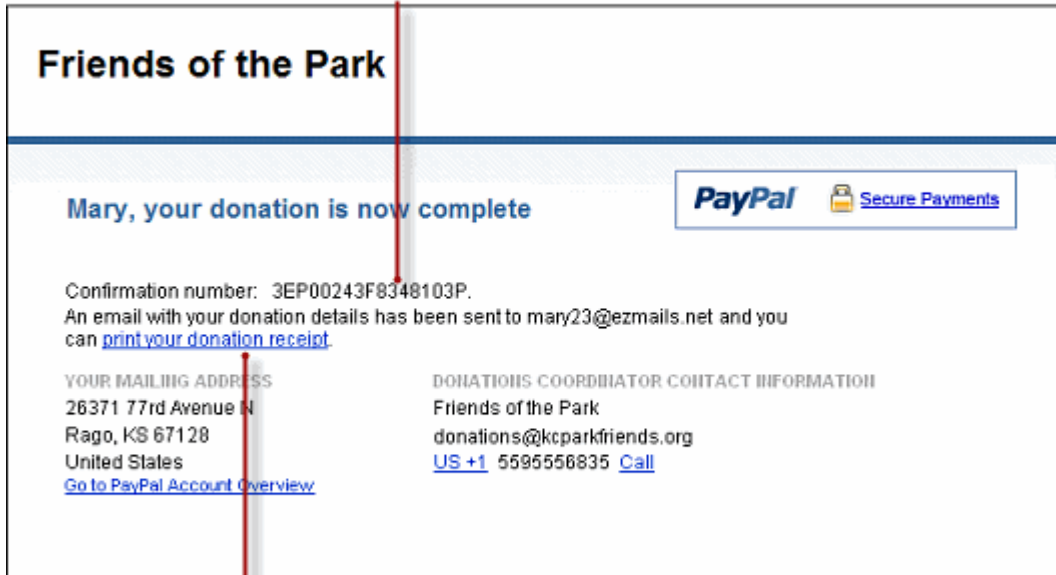 Friends of the Park
Mary, your donation is now complete
PayPal Secure Payments
Confirmation number: 3EP00243F8348103P.
An email with your donation details has been sent to mary23@ezmails.net and you
can print your donation receipt.
YOUR MAILING ADDRESS
26371 77rd Avenue N
Rago, KS 67128
United States
Go to PayPal Account Overview
DONATIONS COORDINATOR CONTACT INFORMATION
Friends of the Park
donations@kcparkfriends.org
US +1 5595556835 Call